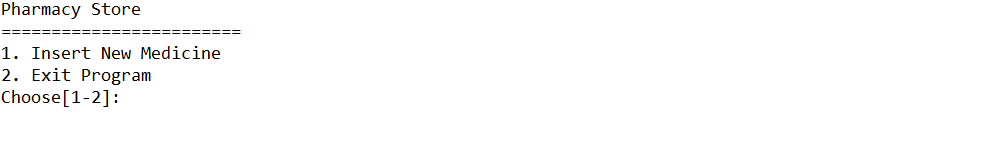 Pharmacy Store
========================
1. Insert New Medicine
2. Exit Program
Choose[1-2]: